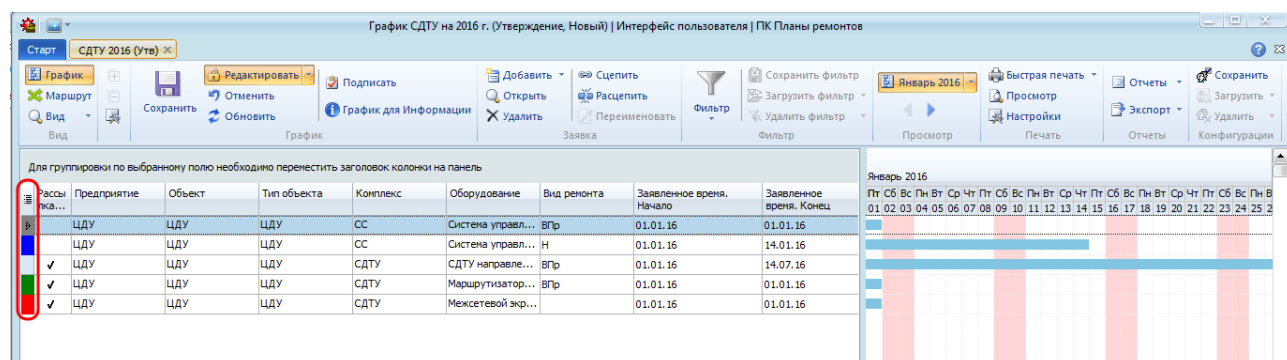 График СДТУ на 2016 г. (Утверждение, Новый) | Интерфейс пользователя | ПК Планы ремонтов
Старт СДТУ 2016 (Утв)
График Редактировать Подписать Добавить Сцепить Сохранить фильтр Январь 2016 Быстрая печать Отчеты Сохранить
Маршрут Сохранить Отменить График для Информации Открыть Расцепить Фильтр Загрузить фильтр Просмотр Экспорт Загрузить
Вид Обновить Удалить Переименовать Удалить фильтр Настройки Удалить
Вид График Заявка Фильтр Просмотр Печать Отчеты Конфигурации
Для группировки по выбранному полю необходимо переместить заголовок колонки на панель
Январь 2016
Рассы лка... Предприятие Объект Тип объекта Комплекс Оборудование Вид ремонта Заявленное время. Начало Заявленное время. Конец
Пт Сб Вс Пн Вт Ср Чт Пт Сб Вс Пн Вт Ср Чт Пт Сб Вс Пн Вт Ср Чт Пт Сб Вс Пн В
01 02 03 04 05 06 07 08 09 10 11 12 13 14 15 16 17 18 19 20 21 22 23 24 25 2
ЦДУ ЦДУ ЦДУ СС Система управл... ВПр 01.01.16 01.01.16
ЦДУ ЦДУ ЦДУ СС Система управл... Н 01.01.16 14.01.16
✓ ЦДУ ЦДУ ЦДУ СДТУ СДТУ направле... ВПр 01.01.16 14.07.16
✓ ЦДУ ЦДУ ЦДУ СДТУ Маршрутизатор... ВПр 01.01.16 01.01.16
✓ ЦДУ ЦДУ ЦДУ СДТУ Межсетевой экр... 01.01.16 01.01.16